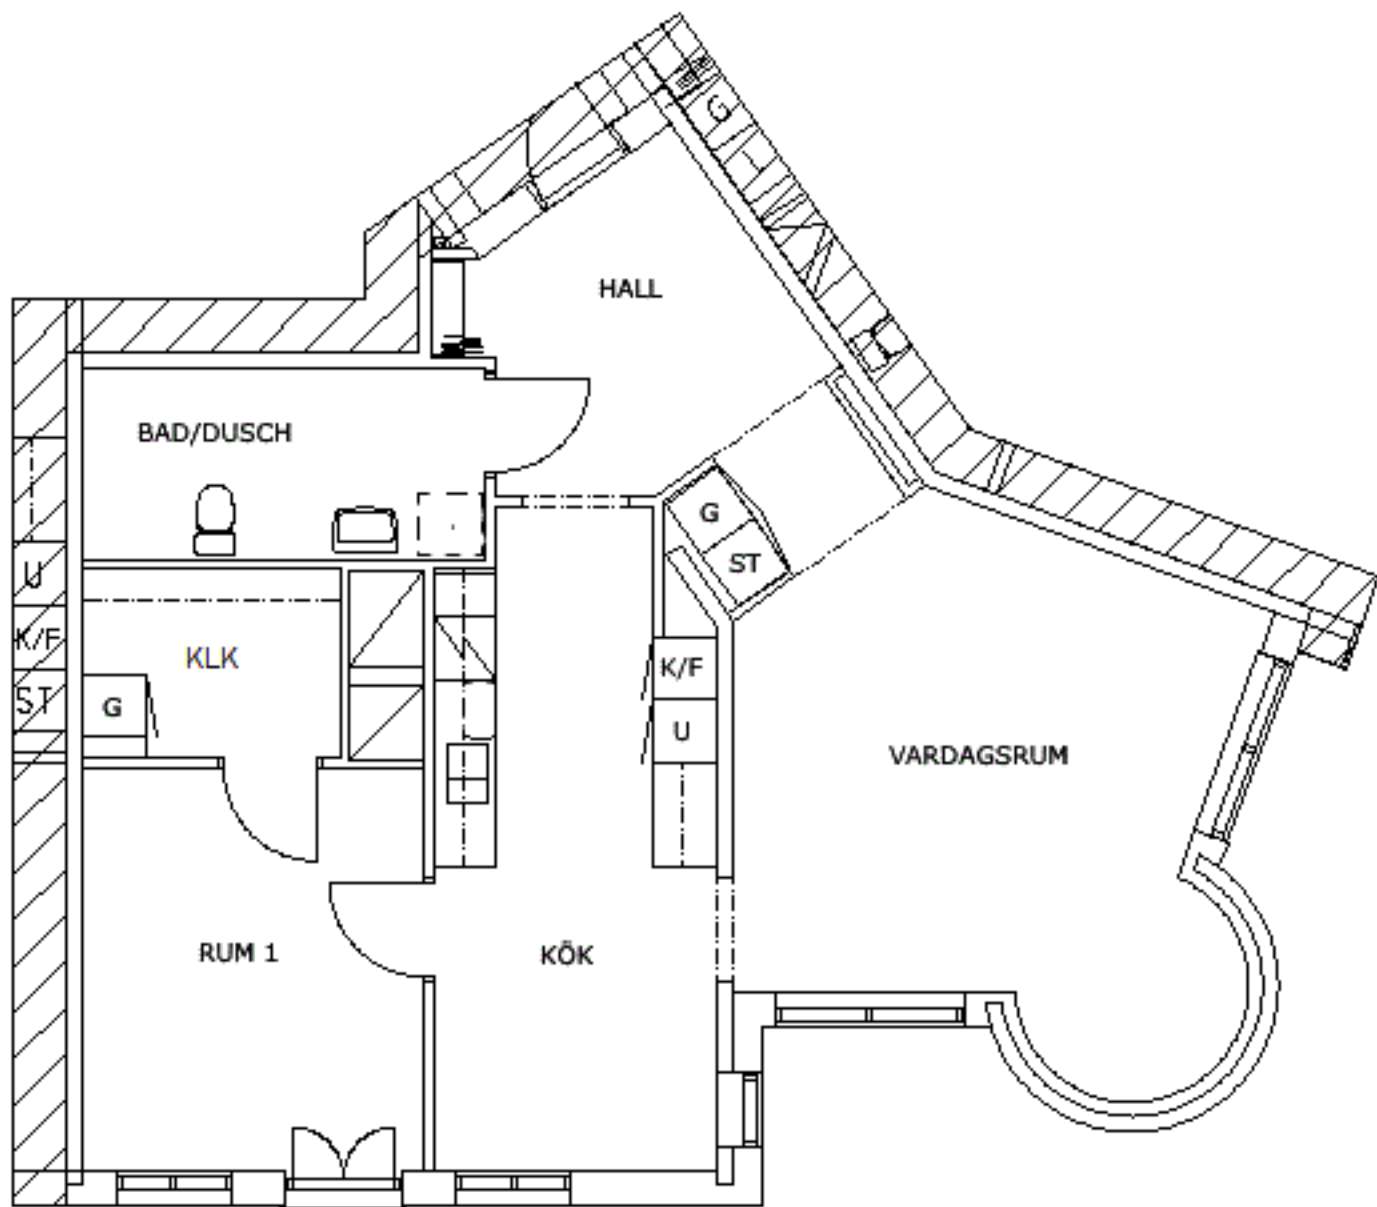 G
HALL
BAD/DUSCH
G
ST
U
K/F
ST
KLK
G
K/F
U
VARDAGSRUM
RUM 1
KÖK